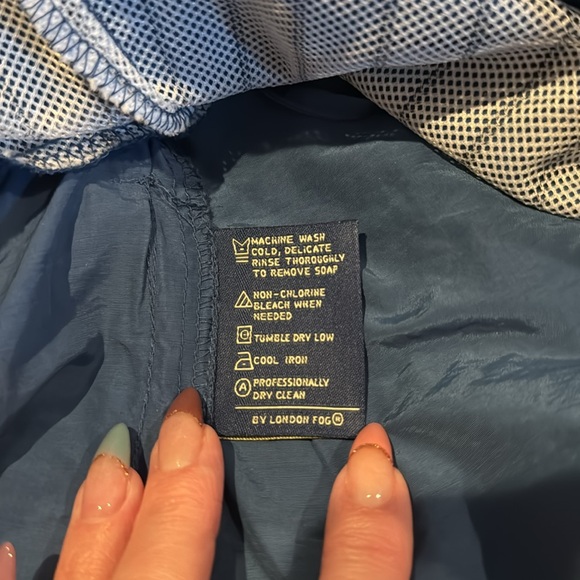 MACHINE WASH
COLD, DELICATE
RINSE THOROUGHLY
TO REMOVE SOAP
NON-CHLORINE
BLEACH WHEN
NEEDED
TUMBLE DRY LOW
COOL IRON
A PROFESSIONALLY
DRY CLEAN
BY LONDON FOG®